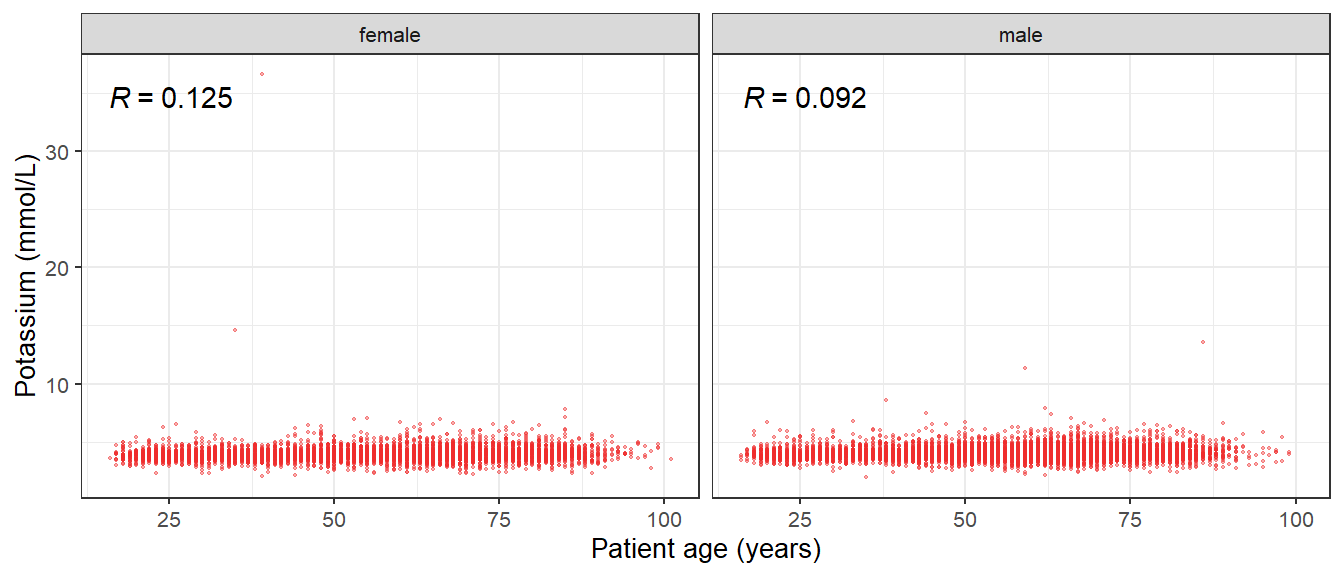 female
male
R = 0.125
R = 0.092
Potassium (mmol/L)
30
20
10
25 50 75 100
25 50 75 100
Patient age (years)